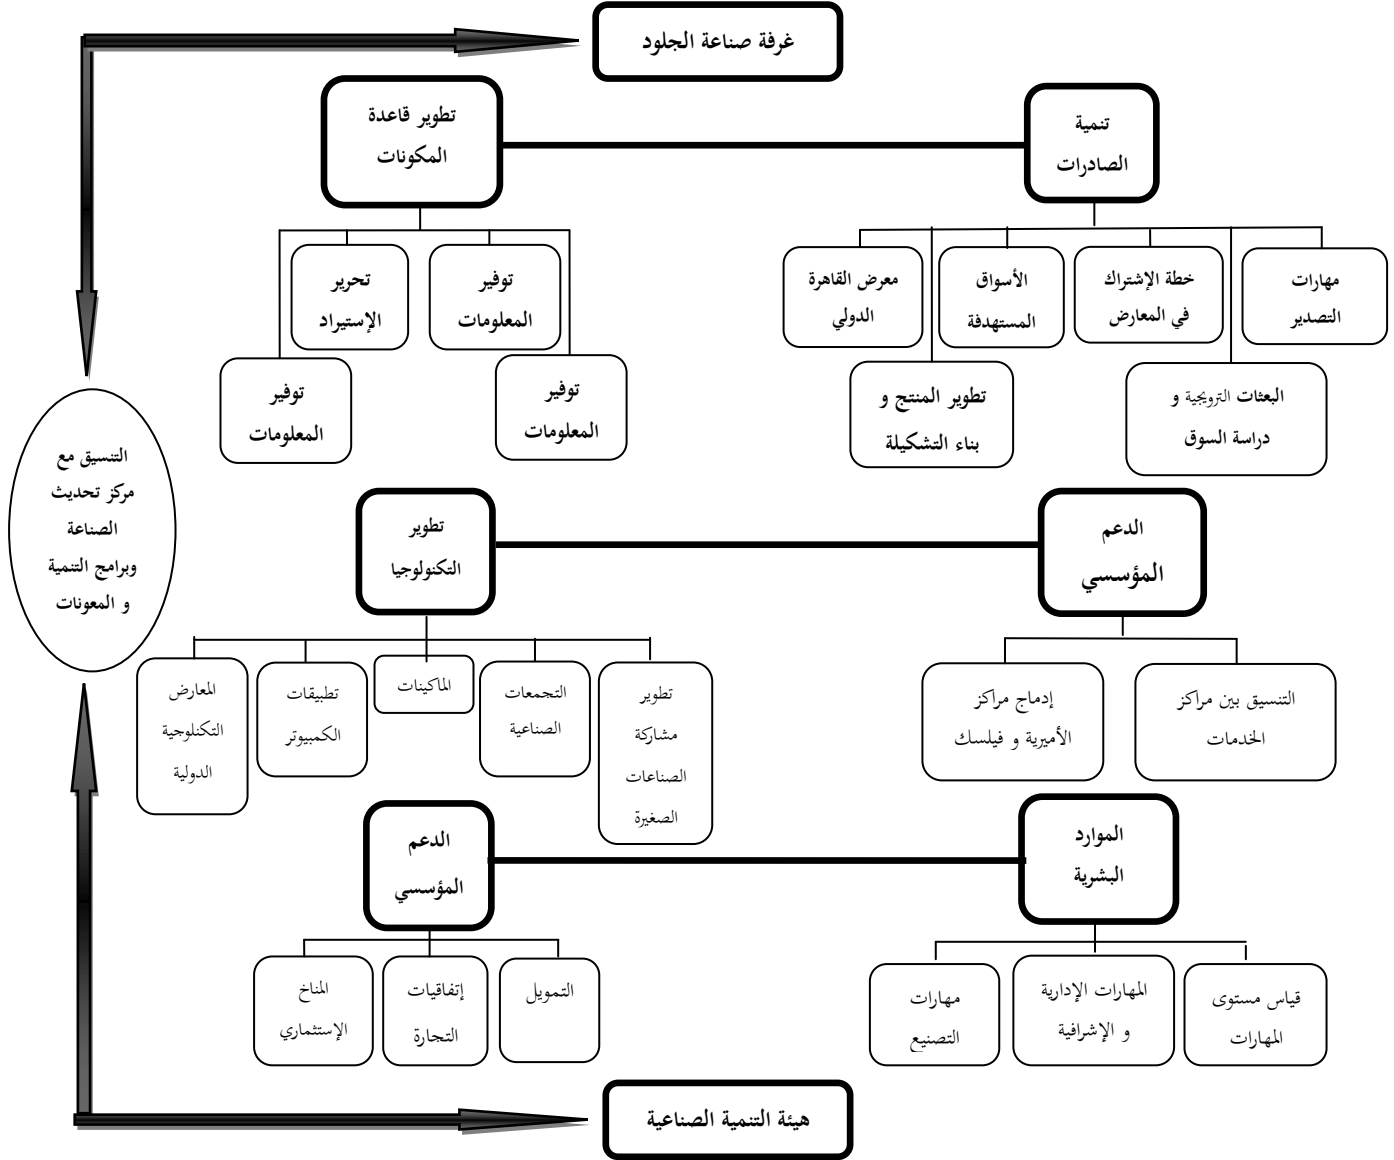 غرفة صناعة الجلود
تنمية
الصادرات
تطوير قاعدة
المكونات
مهارات
التصدير
خطة الإشتراك
في المعارض
الأسواق
المستهدفة
معرض القاهرة
الدولي
البعثات الترويجية و
دراسة السوق
تطوير المنتج و
بناء التشكيلة
توفير
المعلومات
تحرير
الإستيراد
توفير
المعلومات
توفير
المعلومات
التنسيق مع
مركز تحديث
الصناعة
وبرامج التنمية
و المعونات
الدعم
المؤسسي
تطوير
التكنولوجيا
التنسيق بين مراكز
الخدمات
إدماج مراكز
الأميرية و فيلسك
تطوير
مشاركة
الصناعات
الصغيرة
التجمعات
الصناعية
الماكينات
تطبيقات
الكمبيوتر
المعارض
التكنلوجية
الدولية
الموارد
البشرية
الدعم
المؤسسي
قياس مستوى
المهارات
المهارات الإدارية
و الإشرافية
مهارات
التصنيع
التمويل
إتفاقيات
التجارة
المناخ
الإستثماري
هيئة التنمية الصناعية